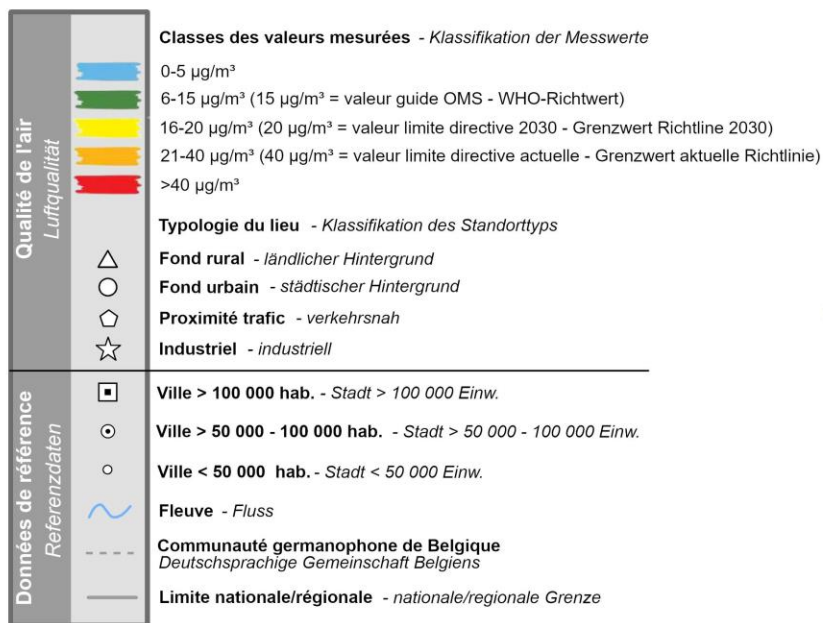 Qualité de l'air
Luftqualität
Classes des valeurs mesurées - Klassifikation der Messwerte
0-5 µg/m³
6-15 µg/m³ (15 µg/m³ = valeur guide OMS - WHO-Richtwert)
16-20 µg/m³ (20 µg/m³ = valeur limite directive 2030 - Grenzwert Richtline 2030)
21-40 µg/m³ (40 µg/m³ = valeur limite directive actuelle - Grenzwert aktuelle Richtlinie)
>40 µg/m³
Typologie du lieu - Klassifikation des Standorttyps
Fond rural - ländlicher Hintergrund
Fond urbain - städtischer Hintergrund
Proximité trafic - verkehrsnah
Industriel - industriell
Données de référence
Referenzdaten
Ville > 100 000 hab. - Stadt > 100 000 Einw.
Ville > 50 000 - 100 000 hab. - Stadt > 50 000 - 100 000 Einw.
Ville < 50 000 hab. - Stadt < 50 000 Einw.
Fleuve - Fluss
Communauté germanophone de Belgique
Deutschsprachige Gemeinschaft Belgiens
Limite nationale/régionale - nationale/regionale Grenze